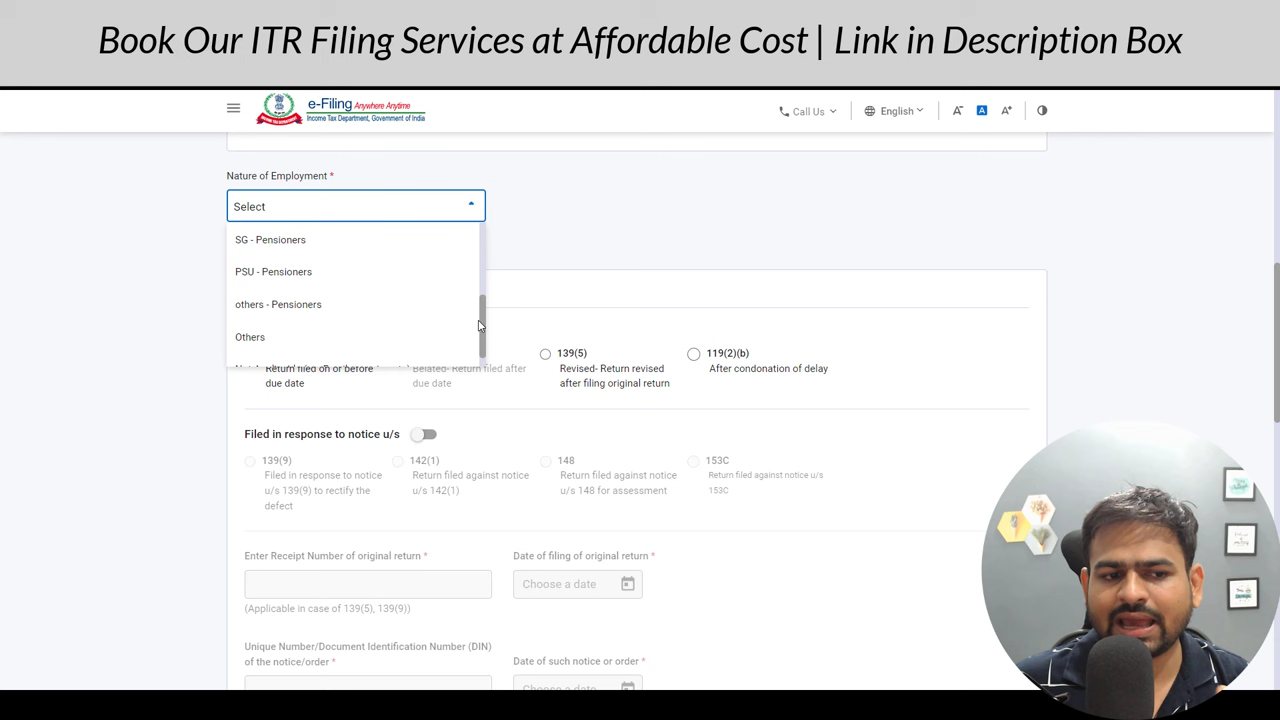 Book Our ITR Filing Services at Affordable Cost | Link in Description Box
e-Filing Anywhere Anytime
Income Tax Department, Government of India
Call Us
English
A-
A
A+
Nature of Employment *
Select
SG - Pensioners
PSU - Pensioners
others - Pensioners
Others
139(5)
119(2)(b)
Return filed on or before due date
Belated- Return filed after due date
Revised- Return revised after filing original return
After condonation of delay
Filed in response to notice u/s
139(9)
Filed in response to notice
u/s 139(9) to rectify the
defect
142(1)
Return filed against notice
u/s 142(1)
148
Return filed against notice
u/s 148 for assessment
153C
Return filed against notice u/s
153C
Enter Receipt Number of original return *
Date of filing of original return *
Choose a date
(Applicable in case of 139(5), 139(9))
Unique Number/Document Identification Number (DIN)
of the notice/order *
Date of such notice or order *
Choose a date